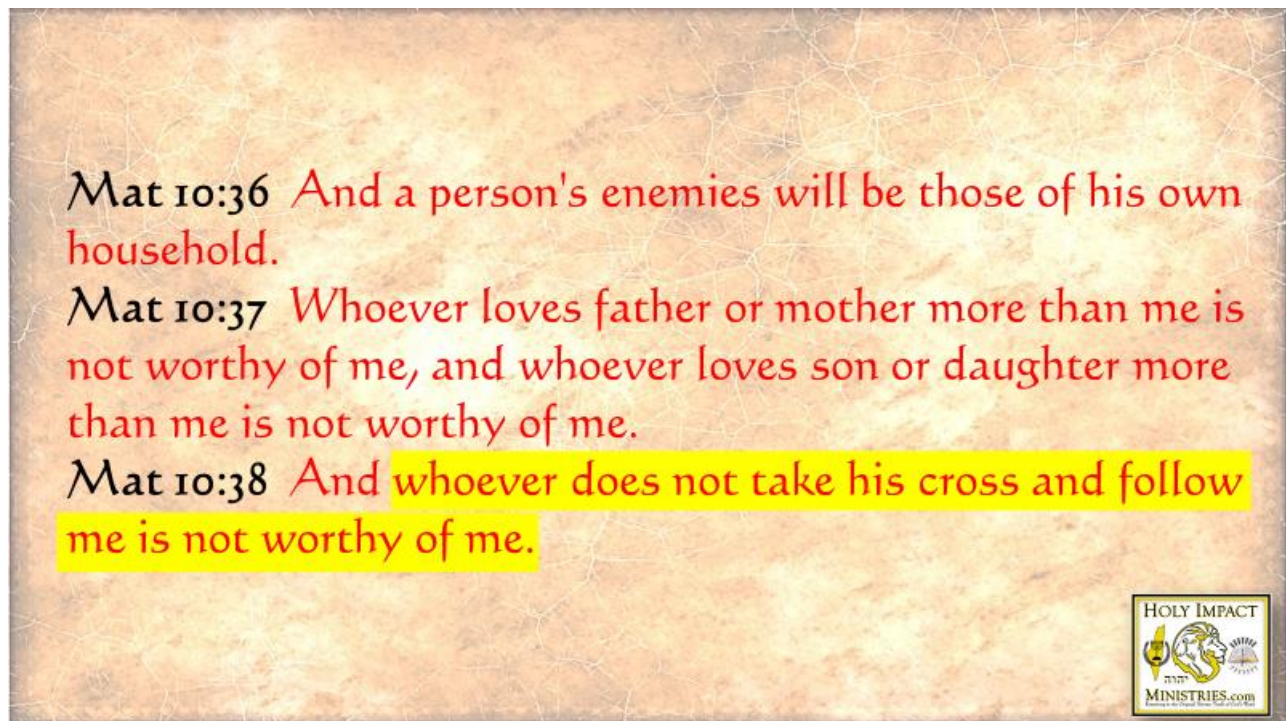 Mat 10:36 And a person's enemies will be those of his own
household.
Mat 10:37 Whoever loves father or mother more than me is
not worthy of me, and whoever loves son or daughter more
than me is not worthy of me.
Mat 10:38 And whoever does not take his cross and follow
me is not worthy of me.
HOLY IMPACT
יהוה
MINISTRIES.com